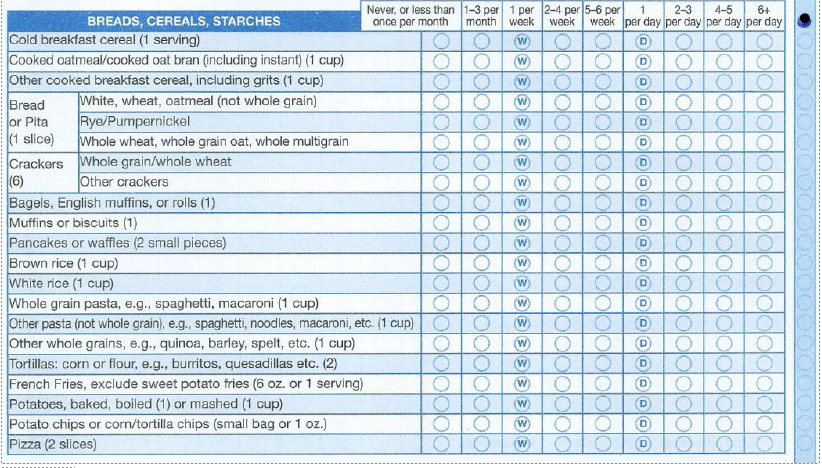 BREADS, CEREALS, STARCHES
Never, or less than once per month
1–3 per month
1 per week
2–4 per week
5–6 per week
1 per day
2–3 per day
4–5 per day
6+ per day
Cold breakfast cereal (1 serving) W D
Cooked oatmeal/cooked oat bran (including instant) (1 cup) W D
Other cooked breakfast cereal, including grits (1 cup) W D
Bread or Pita (1 slice)
White, wheat, oatmeal (not whole grain) W D
Rye/Pumpernickel W D
Whole wheat, whole grain oat, whole multigrain W D
Crackers (6)
Whole grain/whole wheat W D
Other crackers W D
Bagels, English muffins, or rolls (1) W D
Muffins or biscuits (1) W D
Pancakes or waffles (2 small pieces) W D
Brown rice (1 cup) W D
White rice (1 cup) W D
Whole grain pasta, e.g., spaghetti, macaroni (1 cup) W D
Other pasta (not whole grain), e.g., spaghetti, noodles, macaroni, etc. (1 cup) W D
Other whole grains, e.g., quinoa, barley, spelt, etc. (1 cup) W D
Tortillas: corn or flour, e.g., burritos, quesadillas etc. (2) W D
French Fries, exclude sweet potato fries (6 oz. or 1 serving) W D
Potatoes, baked, boiled (1) or mashed (1 cup) W D
Potato chips or corn/tortilla chips (small bag or 1 oz.) W D
Pizza (2 slices) W D